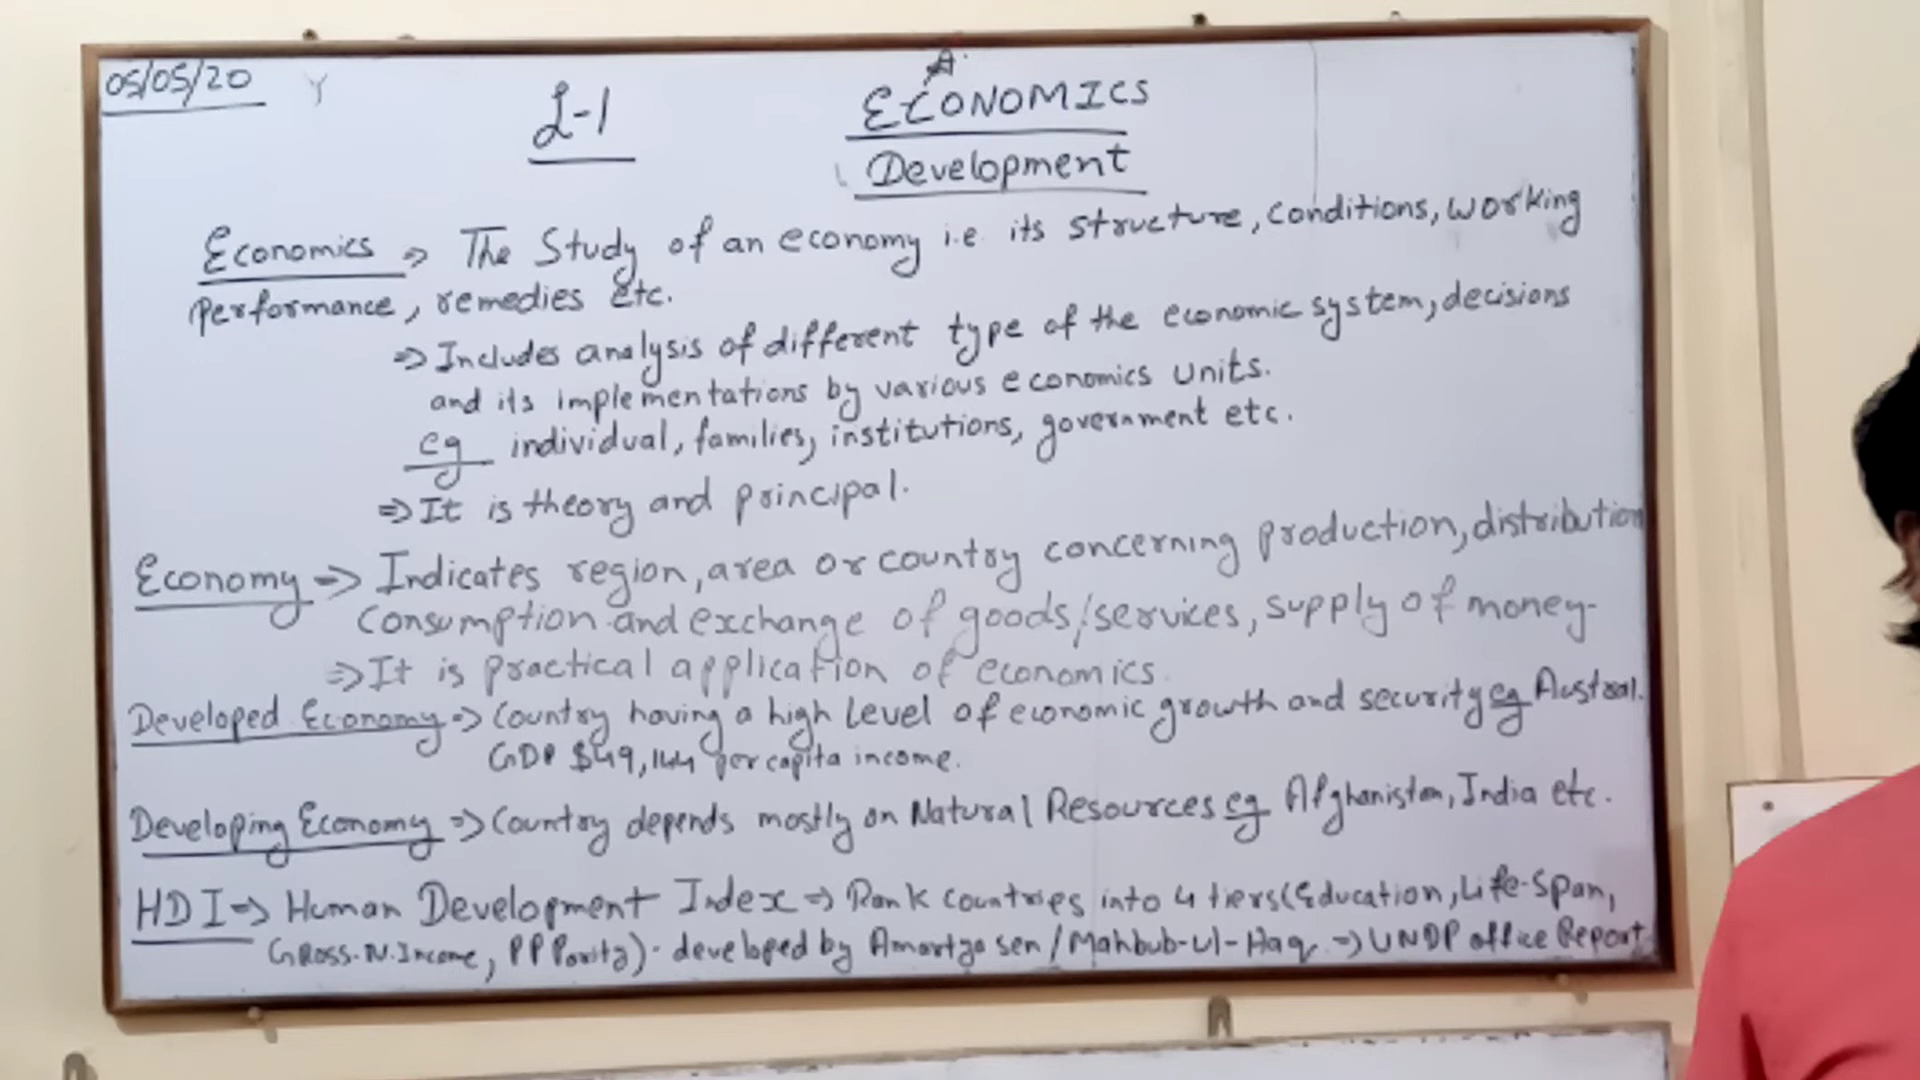 05/05/20
L-1
ECONOMICS
Development
Economics => The Study of an economy i.e its structure, conditions, working
performance, remedies etc.
=> Includes analysis of different type of the economic system, decisions
and its implementations by various economics units.
eg individual, families, institutions, government etc.
=> It is theory and principal.
Economy => Indicates region, area or country concerning production, distribution
consumption and exchange of goods/services, supply of money
=> It is practical application of economics.
Developed Economy => Country having a high level of economic growth and security eg Austral.
GDP $49,144 per capita income.
Developing Economy => Country depends mostly on Natural Resources eg Afghanistan, India etc.
HDI => Human Development Index => Rank countries into 4 tiers (Education, Life-Span,
Gross.N.Income, PP Parity). developed by Amartya sen / Mahbub-ul-Haq => UNDP office Report